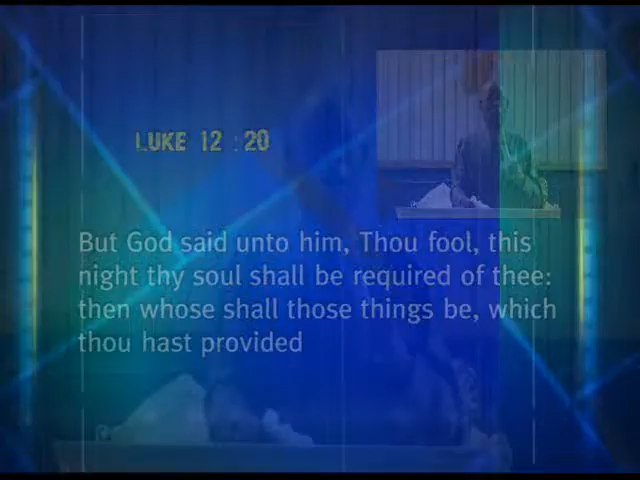 LUKE 12 : 20
But God said unto him, Thou fool, this
night thy soul shall be required of thee:
then whose shall those things be, which
thou hast provided